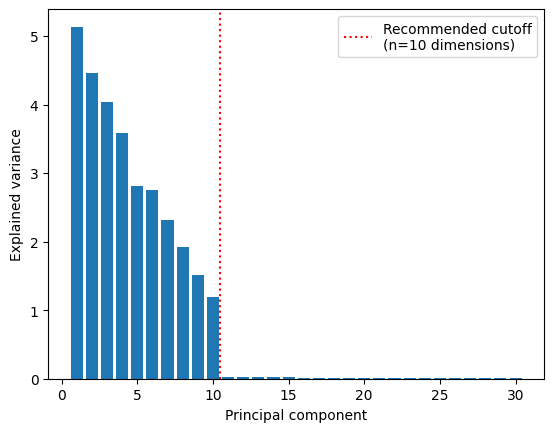 Recommended cutoff
(n=10 dimensions)
Explained variance
5
4
3
2
1
0
0 5 10 15 20 25 30
Principal component